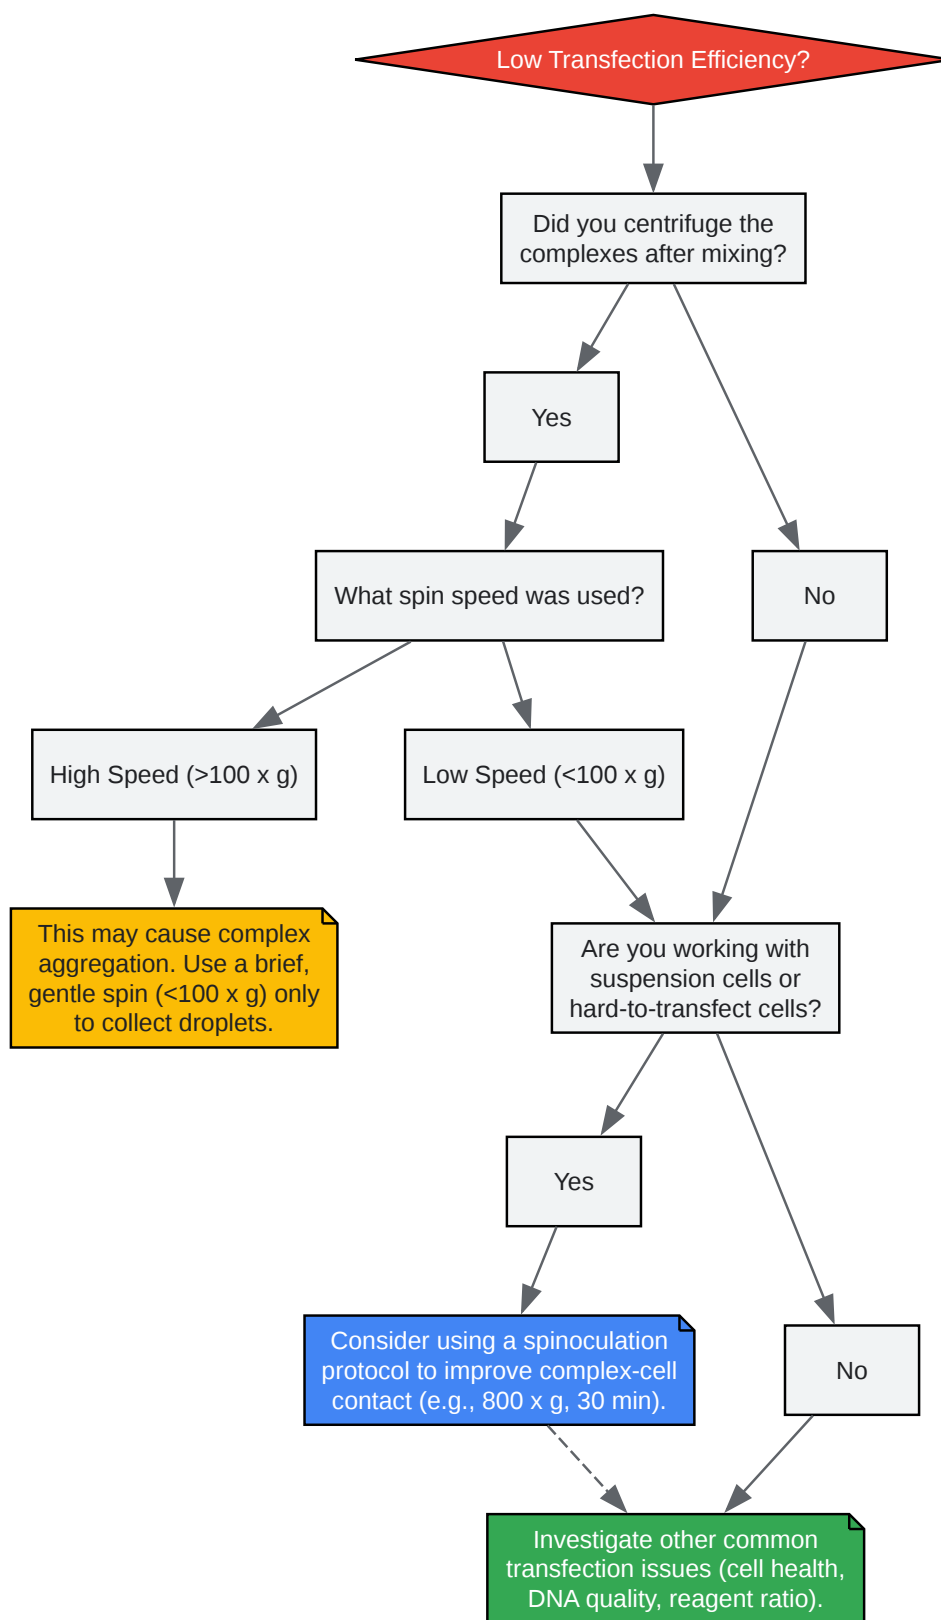 Low Transfection Efficiency?
Did you centrifuge the
complexes after mixing?
Yes
What spin speed was used?
No
High Speed (>100 x g)
Low Speed (<100 x g)
This may cause complex
aggregation. Use a brief,
gentle spin (<100 x g) only
to collect droplets.
Are you working with
suspension cells or
hard-to-transfect cells?
Yes
Consider using a spinoculation
protocol to improve complex-cell
contact (e.g., 800 x g, 30 min).
No
Investigate other common
transfection issues (cell health,
DNA quality, reagent ratio).